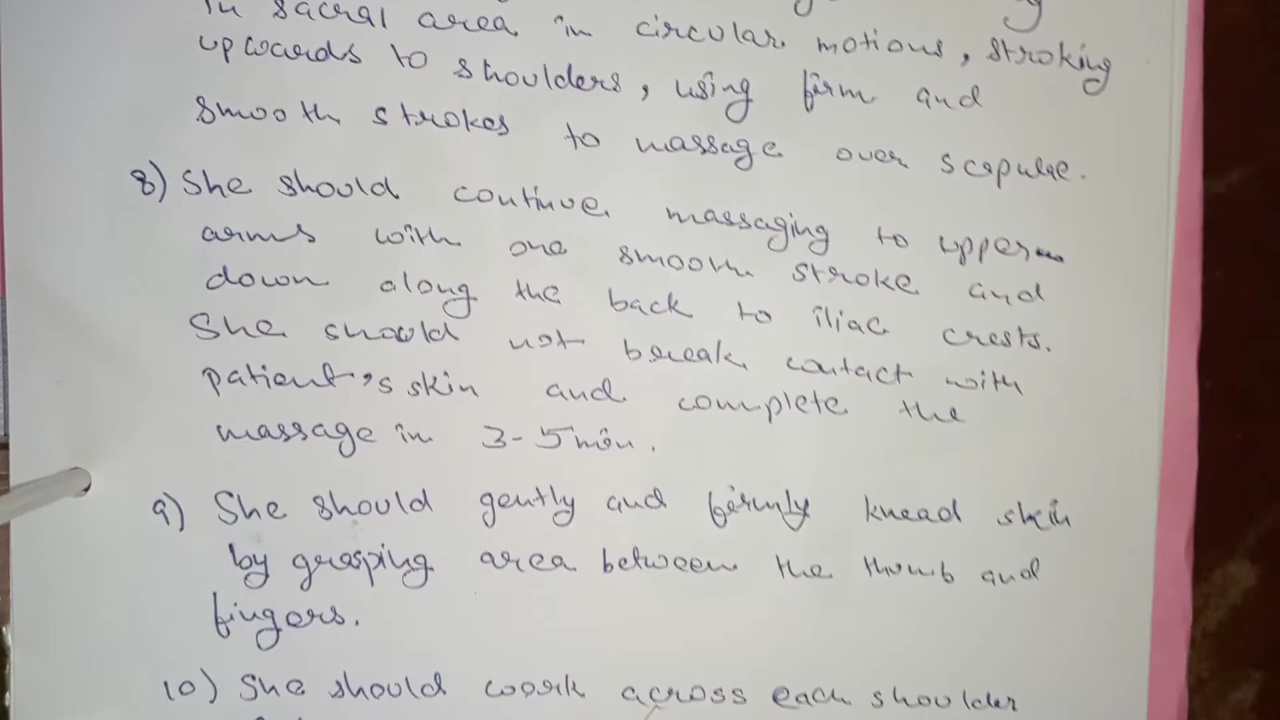 in sacral area in circular motions, stroking
upwards to shoulders, using firm and
smooth strokes to massage over scapulae.
8) She should continue massaging to upper
arms with one smooth stroke and
down along the back to iliac crests.
She should not break contact with
patient's skin and complete the
massage in 3-5 min.
9) She should gently and firmly knead skin
by grasping area between the thumb and
fingers.
10) She should work across each shoulder